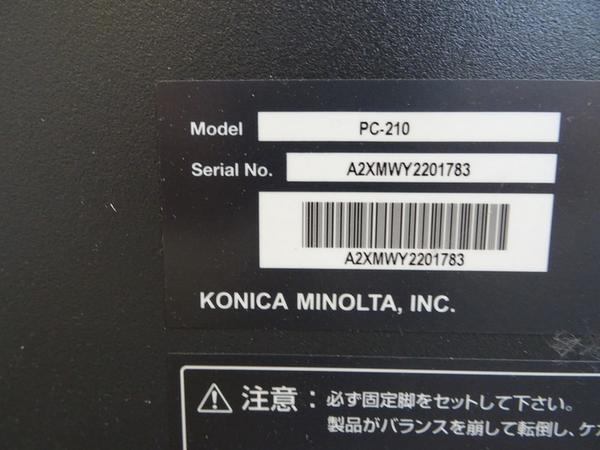 Model PC-210
Serial No. A2XMWY2201783
A2XMWY2201783
KONICA MINOLTA, INC.
注意：必ず固定脚をセットして下さい。
製品がバランスを崩して転倒し、ケガ